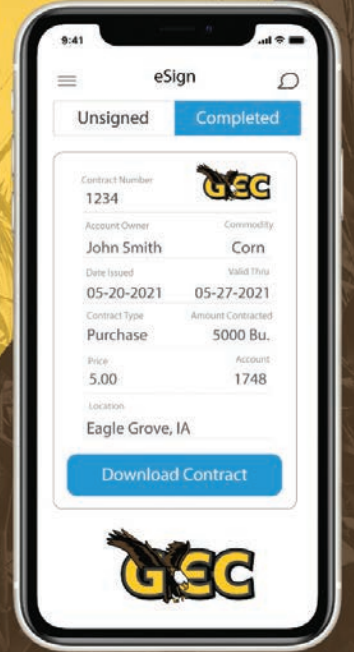 9:41
eSign
Unsigned Completed
Contract Number
1234
GEC
Account Owner Commodity
John Smith Corn
Date Issued Valid Thru
05-20-2021 05-27-2021
Contract Type Amount Contracted
Purchase 5000 Bu.
Price Account
5.00 1748
Location
Eagle Grove, IA
Download Contract
GEC